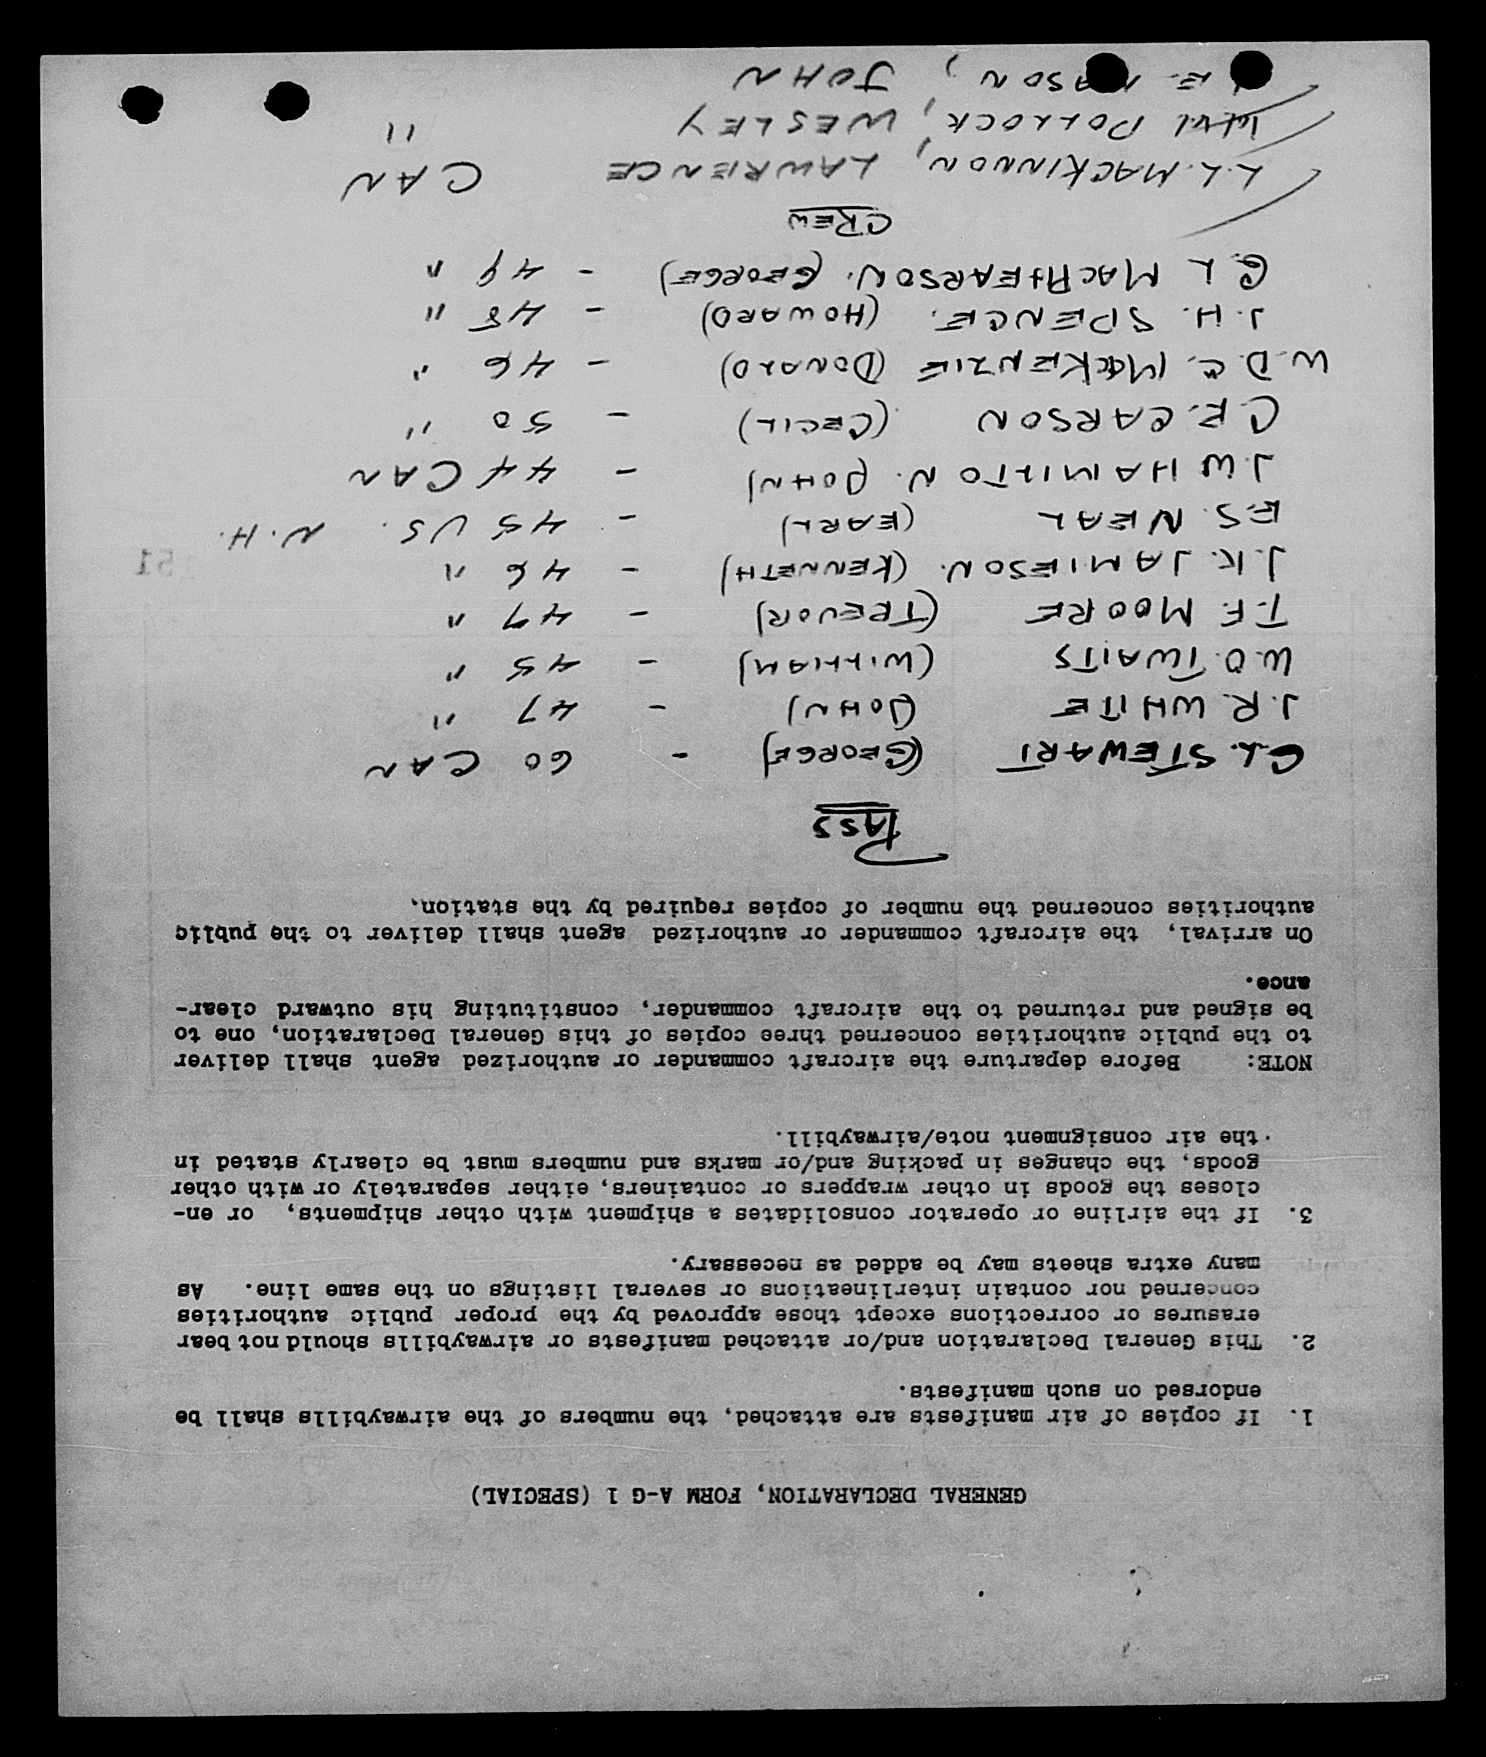 GENERAL DECLARATION, FORM A-G 1 (SPECIAL)
1. If copies of air manifests are attached, the numbers of the airwaybills shall be
endorsed on such manifests.
2. This General Declaration and/or attached manifests or airwaybills should not bear
erasures or corrections except those approved by the proper public authorities
concerned nor contain interlineations or several listings on the same line. As
many extra sheets may be added as necessary.
3. If the airline or operator consolidates a shipment with other shipments, or en-
closes the goods in other wrappers or containers, either separately or with other
goods, the changes in packing and/or marks and numbers must be clearly stated in
the air consignment note/airwaybill.
NOTE: Before departure the aircraft commander or authorized agent shall deliver
to the public authorities concerned three copies of this General Declaration, one to
be signed and returned to the aircraft commander, constituting his outward clear-
ance.
On arrival, the aircraft commander or authorized agent shall deliver to the public
authorities concerned the number of copies required by the station.
PASS
G.L. STEWART (GEORGE) - 60 CAN
J.R. WHITE (JOHN) - 47 "
W.O. TWAITS (WILLIAM) - 45 "
T.F. MOORE (TREVOR) - 47 "
J.K. JAMIESON. (KENNETH) - 46 "
E.S. NEAL (EARL) - 45 US. N.H.
J.W HAMILTON. (JOHN) - 44 CAN
C.E. CARSON (CECIL) - 50 "
W.D.C. MACKENZIE (DONALD) - 46 "
J.H. SPENCE. (HOWARD) - 48 "
G.L MACPHEARSON. (GEORGE) - 49 "
CREW
L.L. MACKINNON, LAWRIENCE CAN
POLLOCK, WESLEY "
E. , JOHN